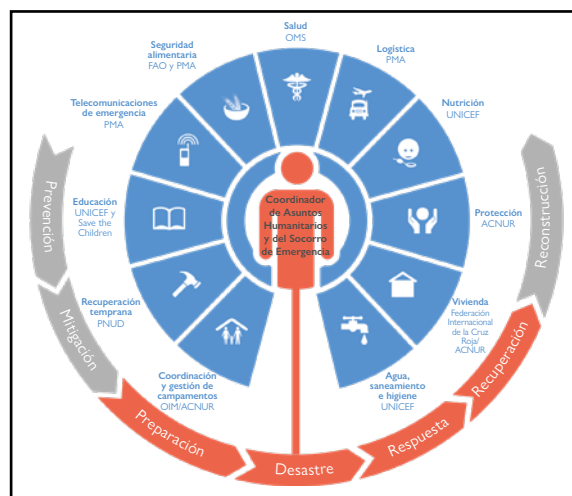 Salud
OMS
Logística
PMA
Nutrición
UNICEF
Protección
ACNUR
Vivienda
Federación
Internacional
de la Cruz
Roja/
ACNUR
Agua,
saneamiento
e higiene
UNICEF
Coordinación
y gestión de
campamentos
OIM/ACNUR
Recuperación
temprana
PNUD
Educación
UNICEF y
Save the
Children
Telecomunicaciones
de emergencia
PMA
Seguridad
alimentaria
FAO y PMA
Coordinador
de Asuntos
Humanitarios
y del Socorro
de Emergencia
Prevención
Mitigación
Preparación
Desastre
Respuesta
Recuperación
Reconstrucción